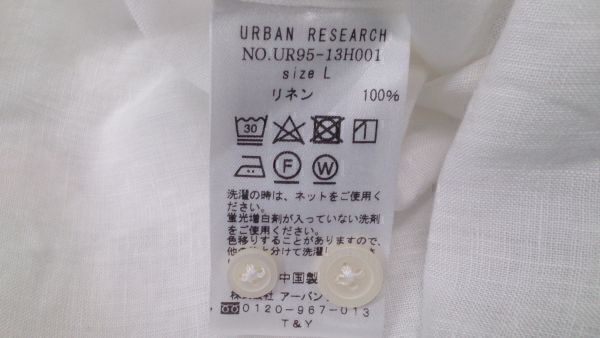 URBAN RESEARCH
NO.UR95-13H001
size L
リネン 100%
30
F W
洗濯の時は、ネットをご使用く
ださい。
蛍光増白剤が入っていない洗剤
をご使用ください。
色移りすることがありますので、
分けて洗濯
中国製
アーバン
0120-967-013
T&Y